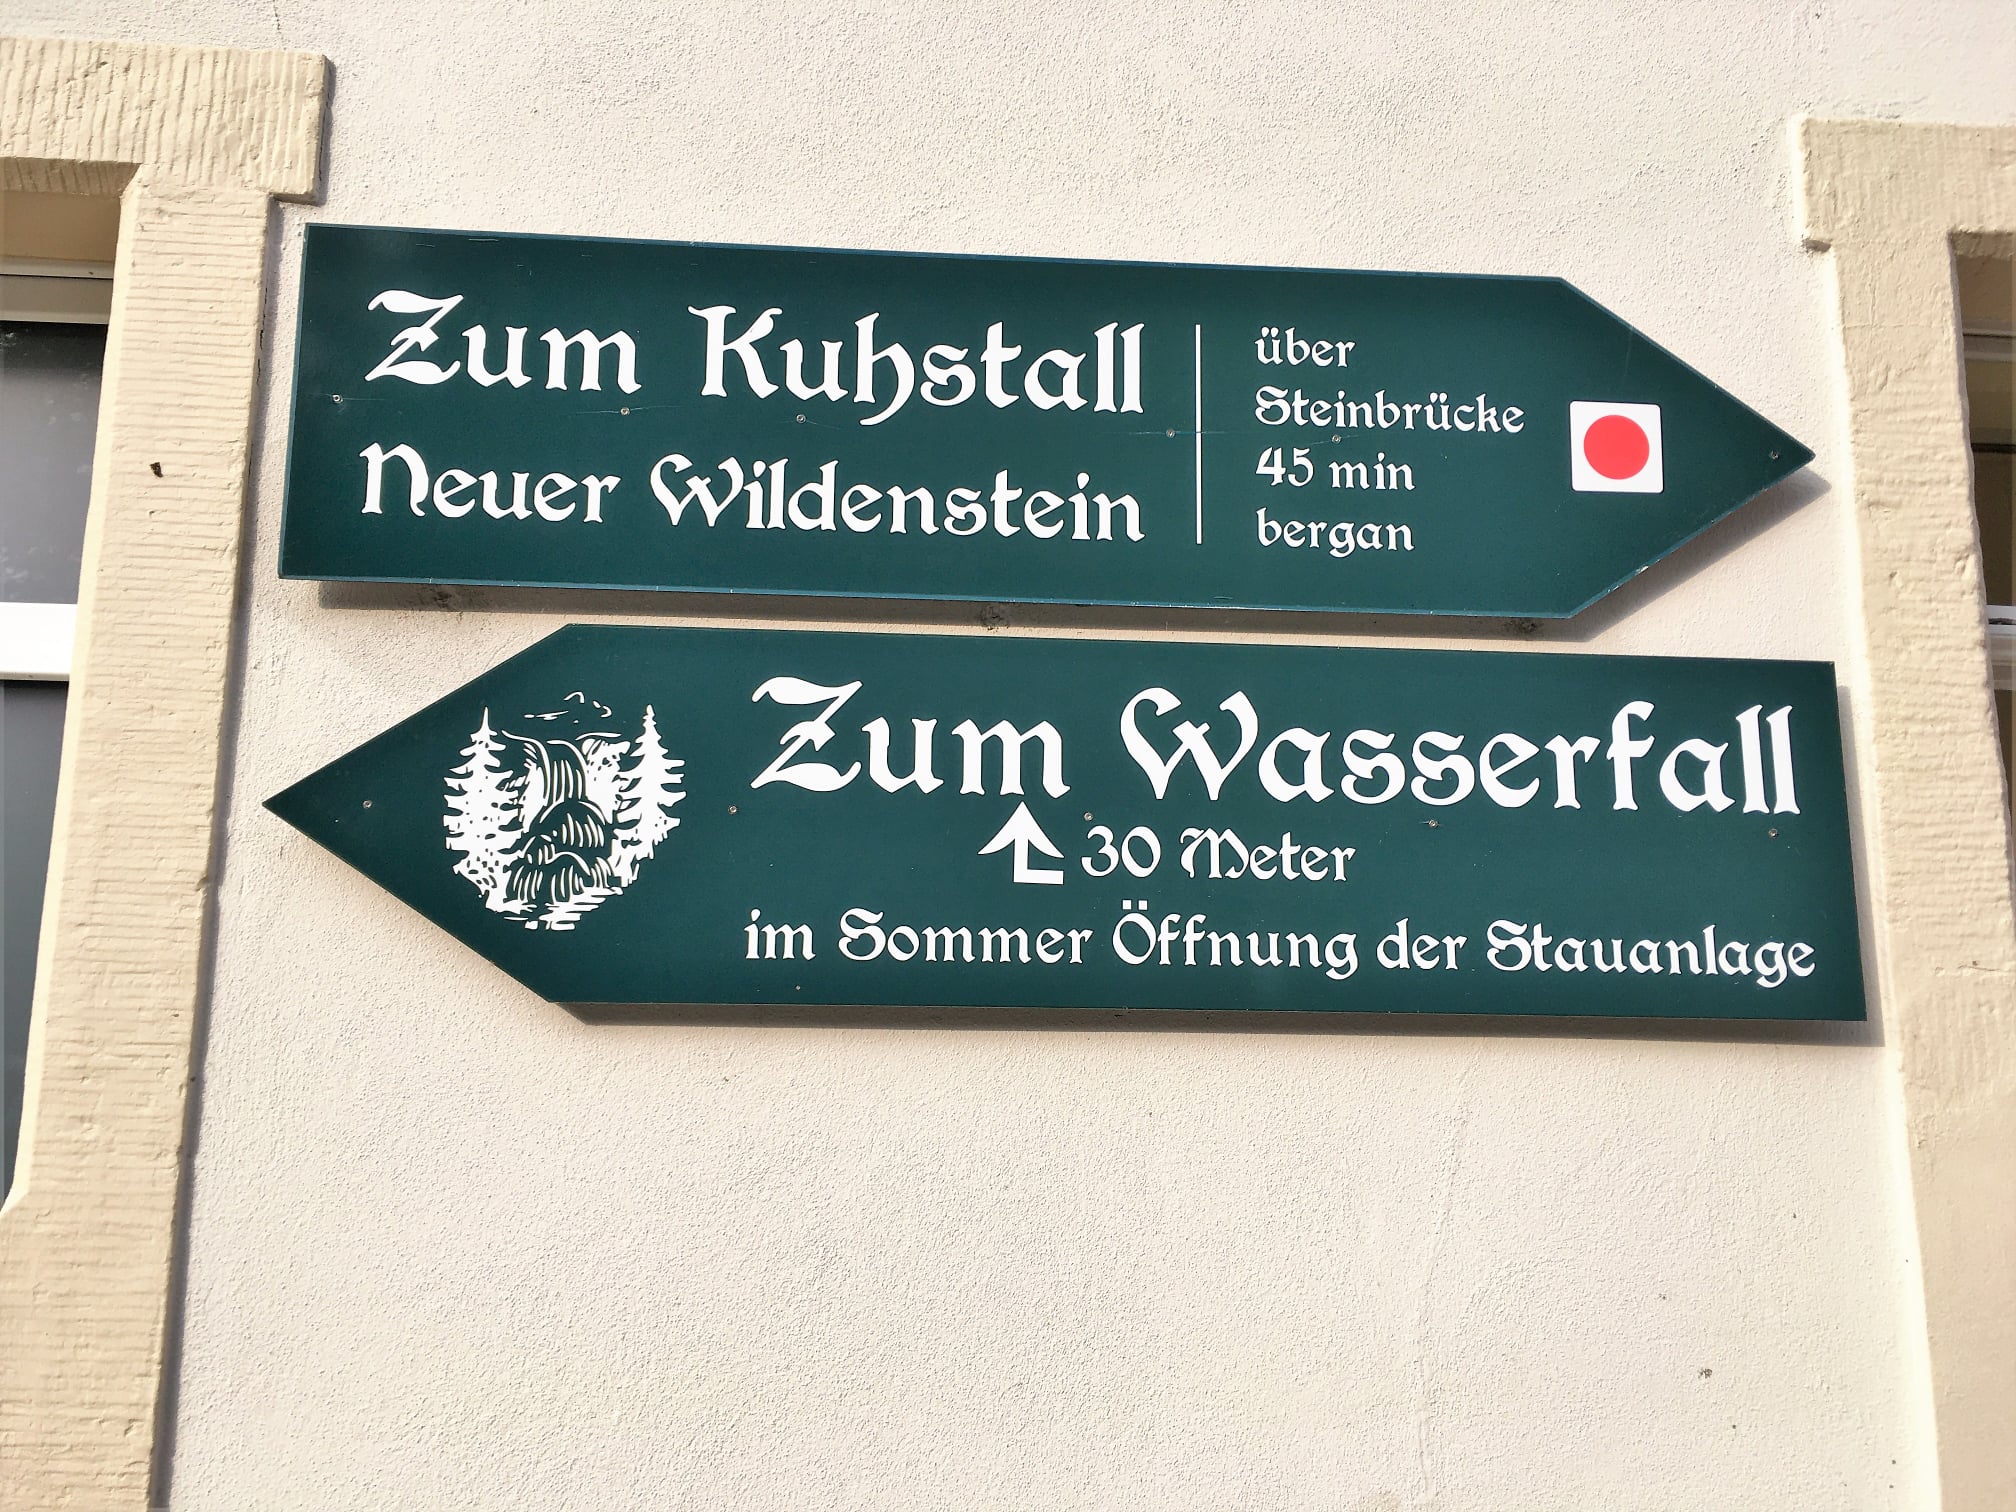 Zum Kuhstall
Neuer Wildenstein
über
Steinbrücke
45 min
bergan
Zum Wasserfall
30 Meter
im Sommer Öffnung der Stauanlage